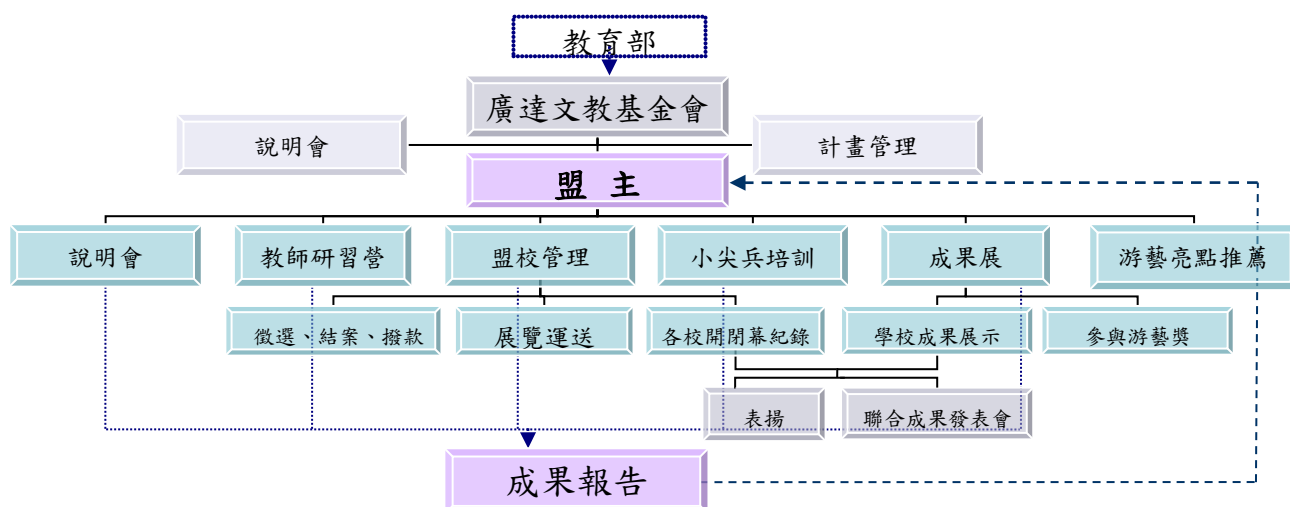 教育部
廣達文教基金會
說明會
計畫管理
盟 主
說明會
教師研習營
盟校管理
小尖兵培訓
成果展
游藝亮點推薦
徵選、結案、撥款
展覽運送
各校開閉幕紀錄
學校成果展示
參與游藝獎
表揚
聯合成果發表會
成果報告